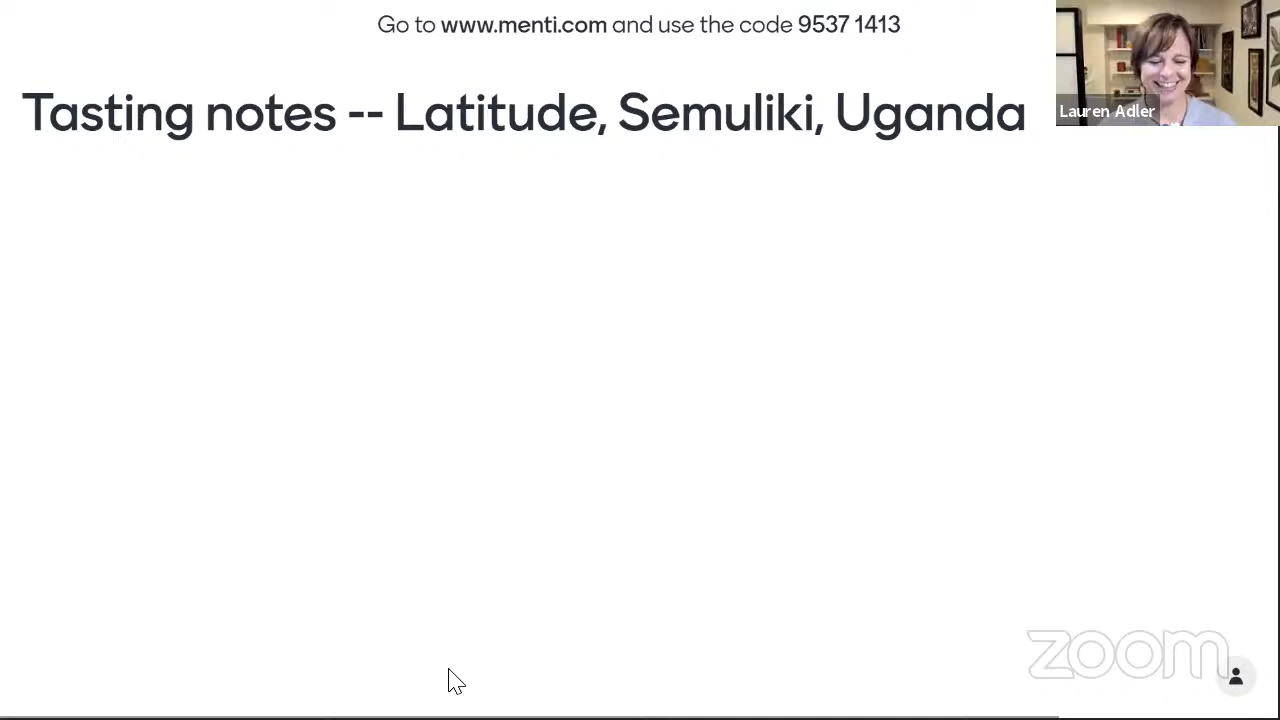 Go to www.menti.com and use the code 9537 1413
Tasting notes -- Latitude, Semuliki, Uganda
Lauren Adler
zoom